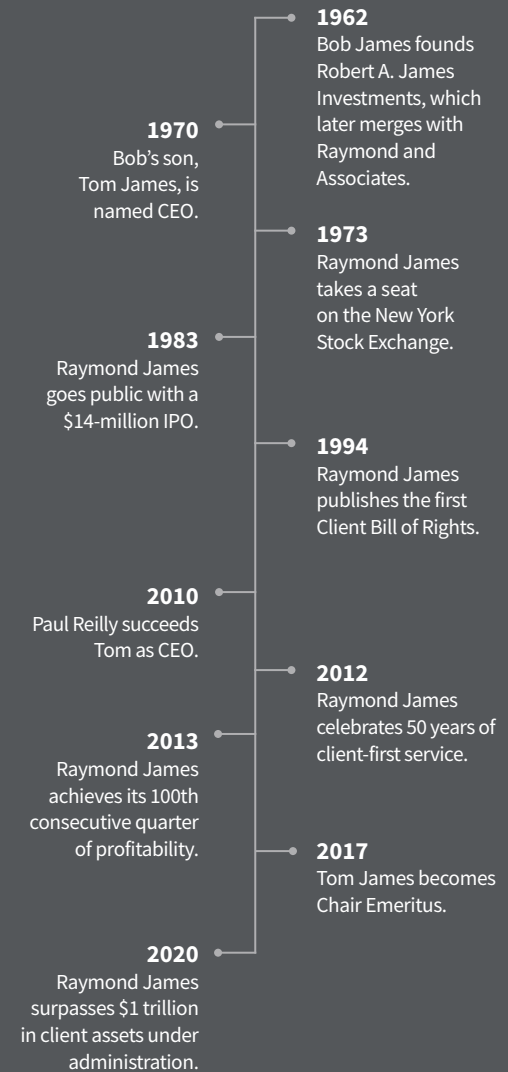 1962
Bob James founds
Robert A. James
Investments, which
later merges with
Raymond and
Associates.
1970
Bob’s son,
Tom James, is
named CEO.
1973
Raymond James
takes a seat
on the New York
Stock Exchange.
1983
Raymond James
goes public with a
$14-million IPO.
1994
Raymond James
publishes the first
Client Bill of Rights.
2010
Paul Reilly succeeds
Tom as CEO.
2012
Raymond James
celebrates 50 years of
client-first service.
2013
Raymond James
achieves its 100th
consecutive quarter
of profitability.
2017
Tom James becomes
Chair Emeritus.
2020
Raymond James
surpasses $1 trillion
in client assets under
administration.